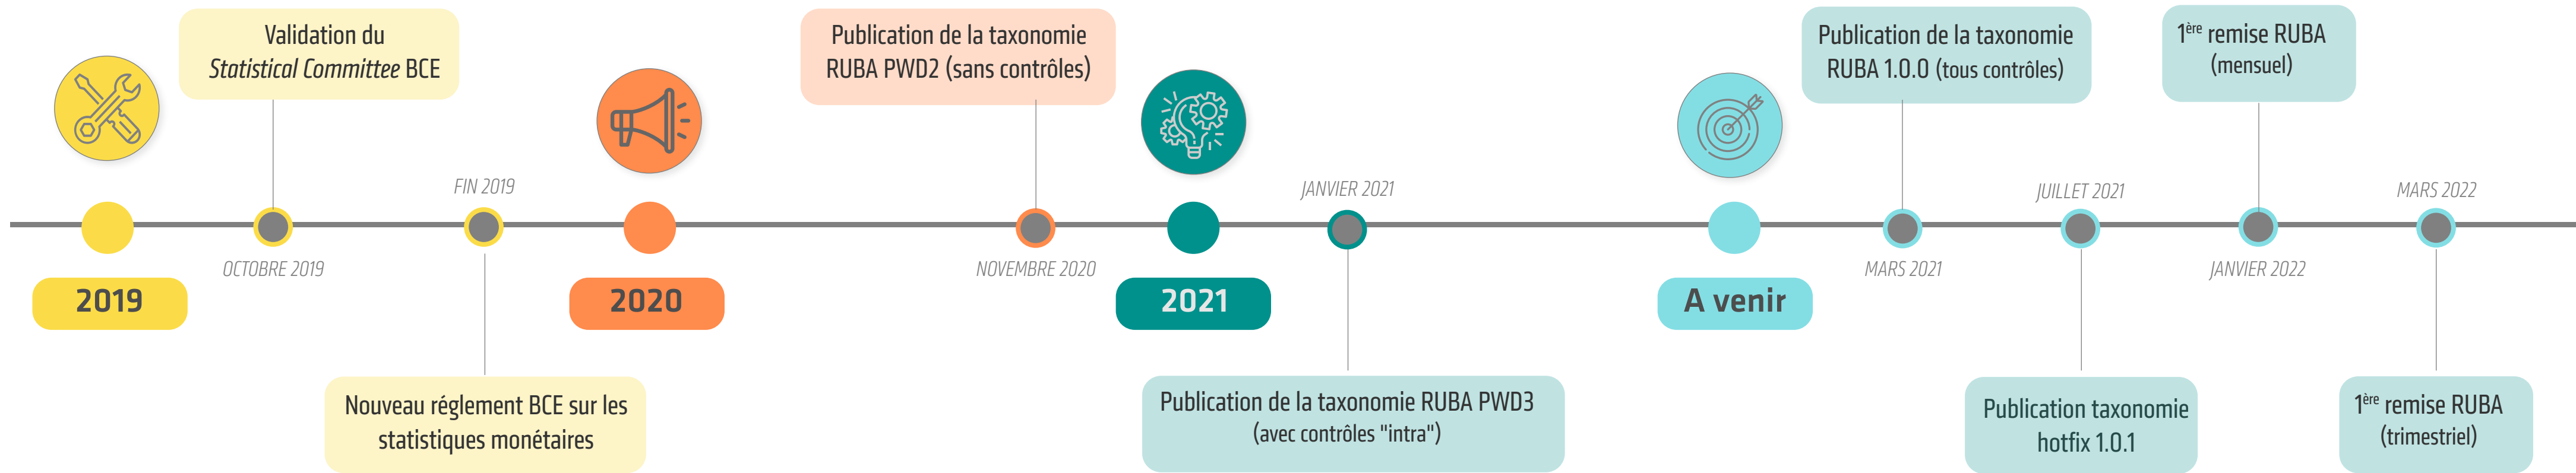 Validation du
Statistical Committee BCE
Publication de la taxonomie
RUBA PWD2 (sans contrôles)
Publication de la taxonomie
RUBA 1.0.0 (tous contrôles)
1ère remise RUBA
(mensuel)
FIN 2019
JANVIER 2021
JUILLET 2021
MARS 2022
OCTOBRE 2019
NOVEMBRE 2020
MARS 2021
JANVIER 2022
2019
2020
2021
A venir
Nouveau réglement BCE sur les
statistiques monétaires
Publication de la taxonomie RUBA PWD3
(avec contrôles "intra")
Publication taxonomie
hotfix 1.0.1
1ère remise RUBA
(trimestriel)